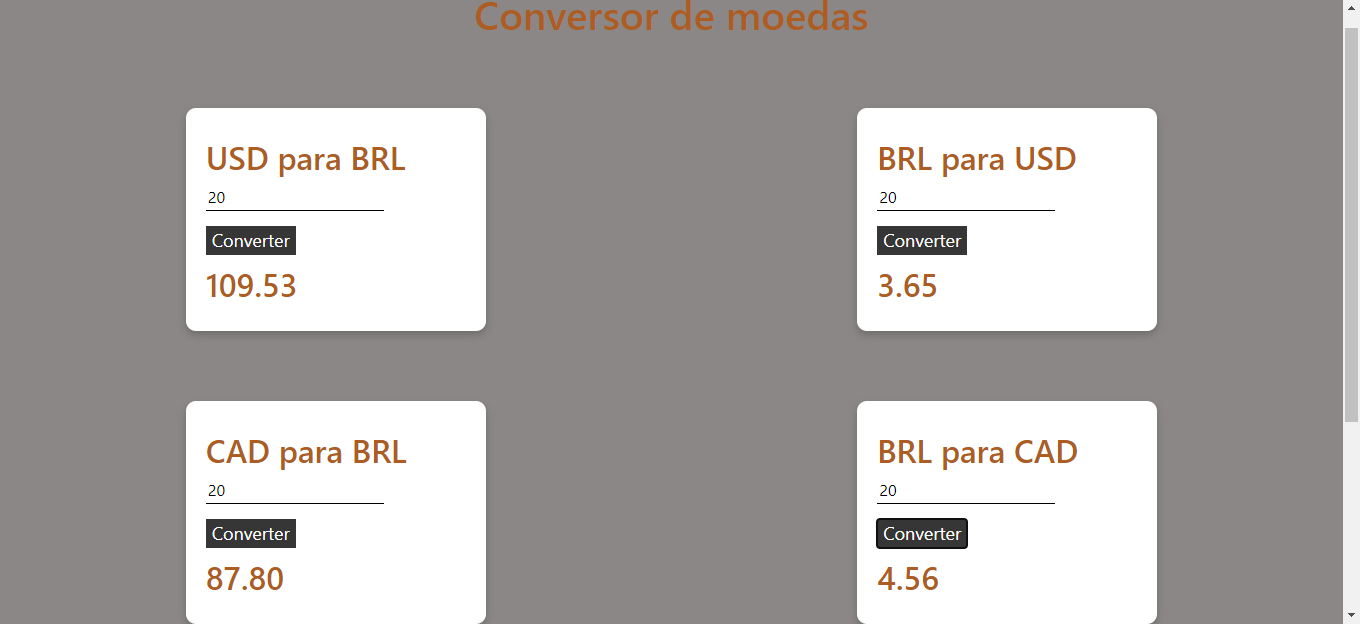 Conversor de moedas
USD para BRL
20
Converter
109.53
BRL para USD
20
Converter
3.65
CAD para BRL
20
Converter
87.80
BRL para CAD
20
Converter
4.56